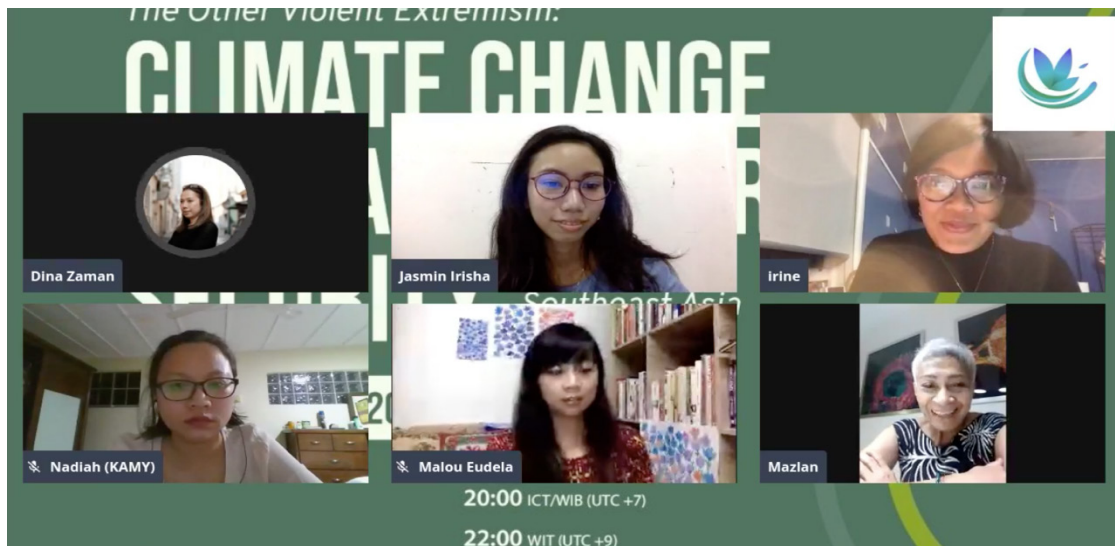 The Other Violent Extremism:
CLIMATE CHANGE
Southeast Asia
Dina Zaman
Jasmin Irisha
irine
Nadiah (KAMY)
Malou Eudela
Mazlan
20:00 ICT/WIB (UTC +7)
22:00 WIT (UTC +9)